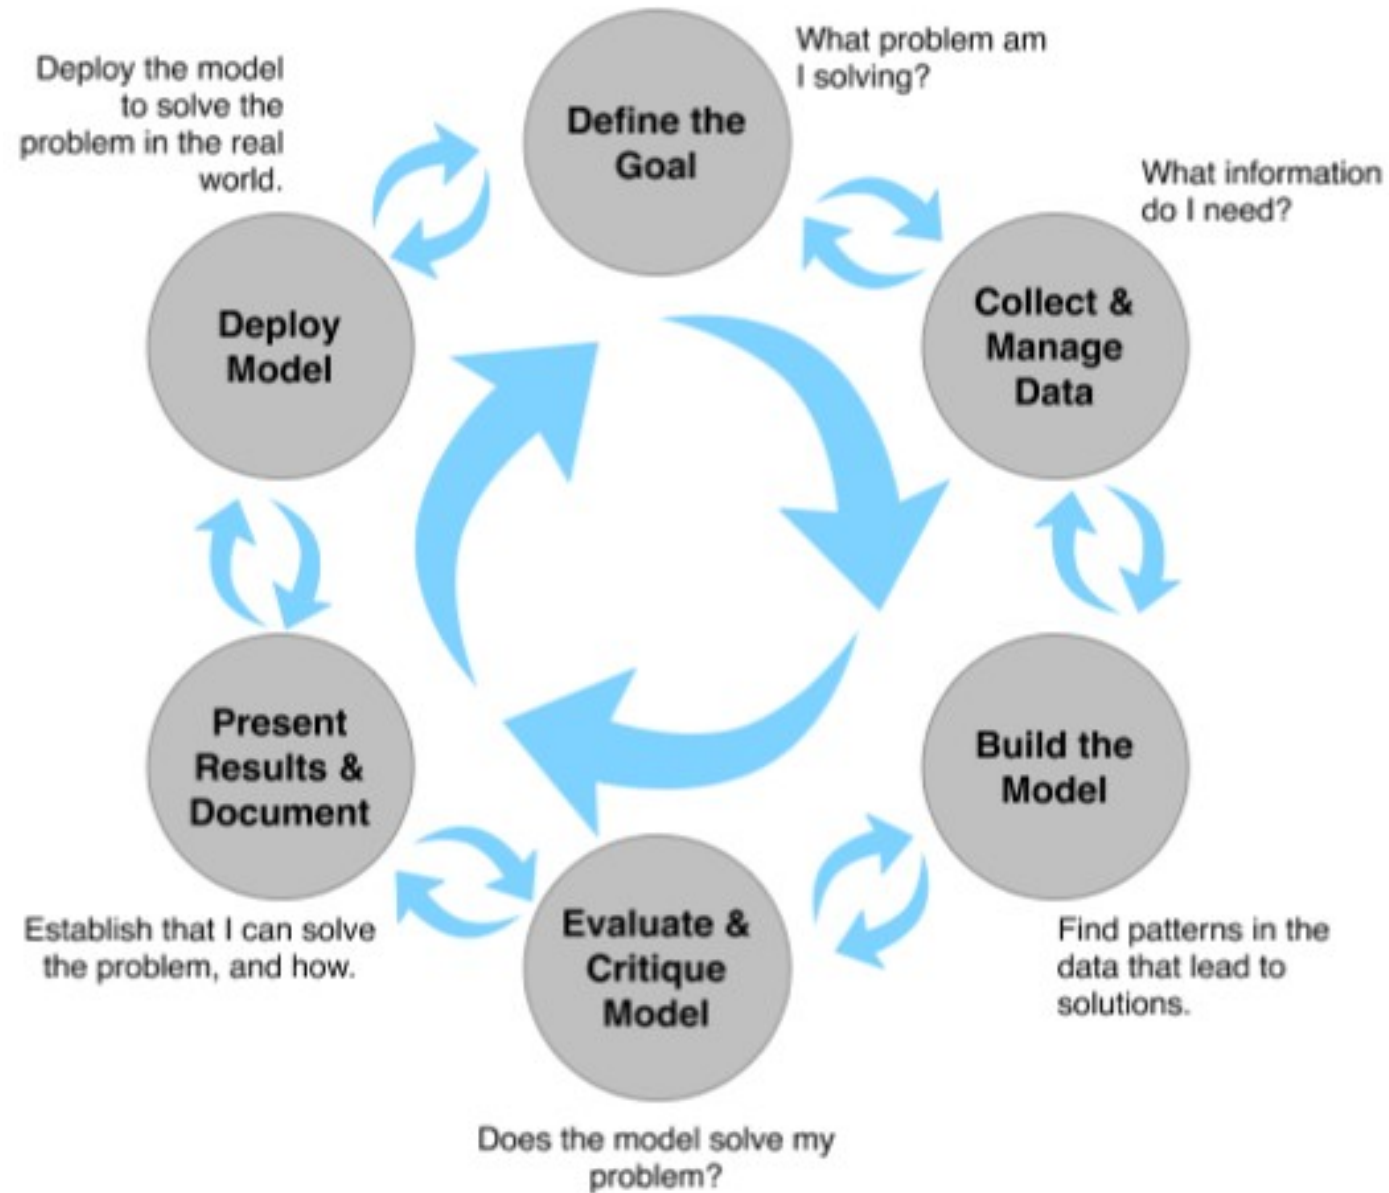 What problem am
I solving?
Define the
Goal
What information
do I need?
Collect &
Manage
Data
Build the
Model
Find patterns in the
data that lead to
solutions.
Evaluate &
Critique
Model
Does the model solve my
problem?
Present
Results &
Document
Establish that I can solve
the problem, and how.
Deploy
Model
Deploy the model
to solve the
problem in the real
world.